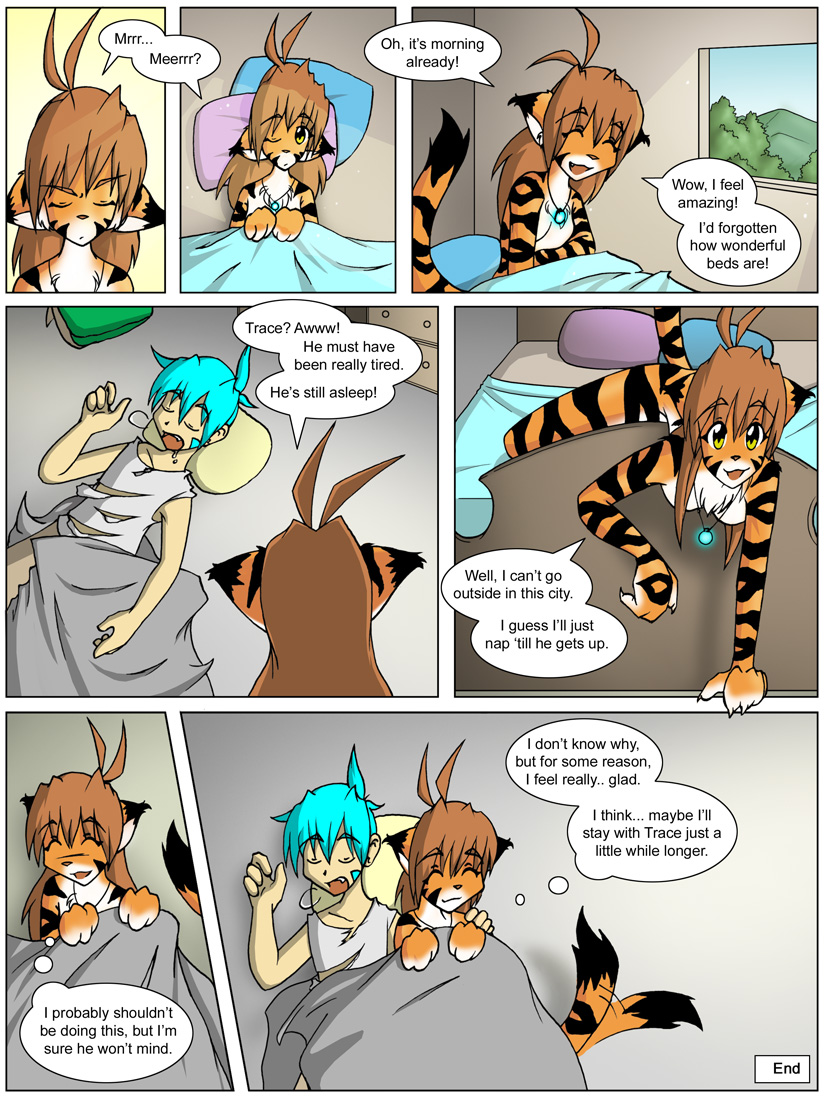 Mrrr...
Meerrr?
Oh, it's morning
already!
Wow, I feel
amazing!
I'd forgotten
how wonderful
beds are!
Trace? Awww!
He must have
been really tired.
He's still asleep!
Well, I can't go
outside in this city.
I guess I'll just
nap ‘till he gets up.
I probably shouldn't
be doing this, but I'm
sure he won't mind.
I don't know why,
but for some reason,
I feel really.. glad.
I think... maybe I'll
stay with Trace just a
little while longer.
End